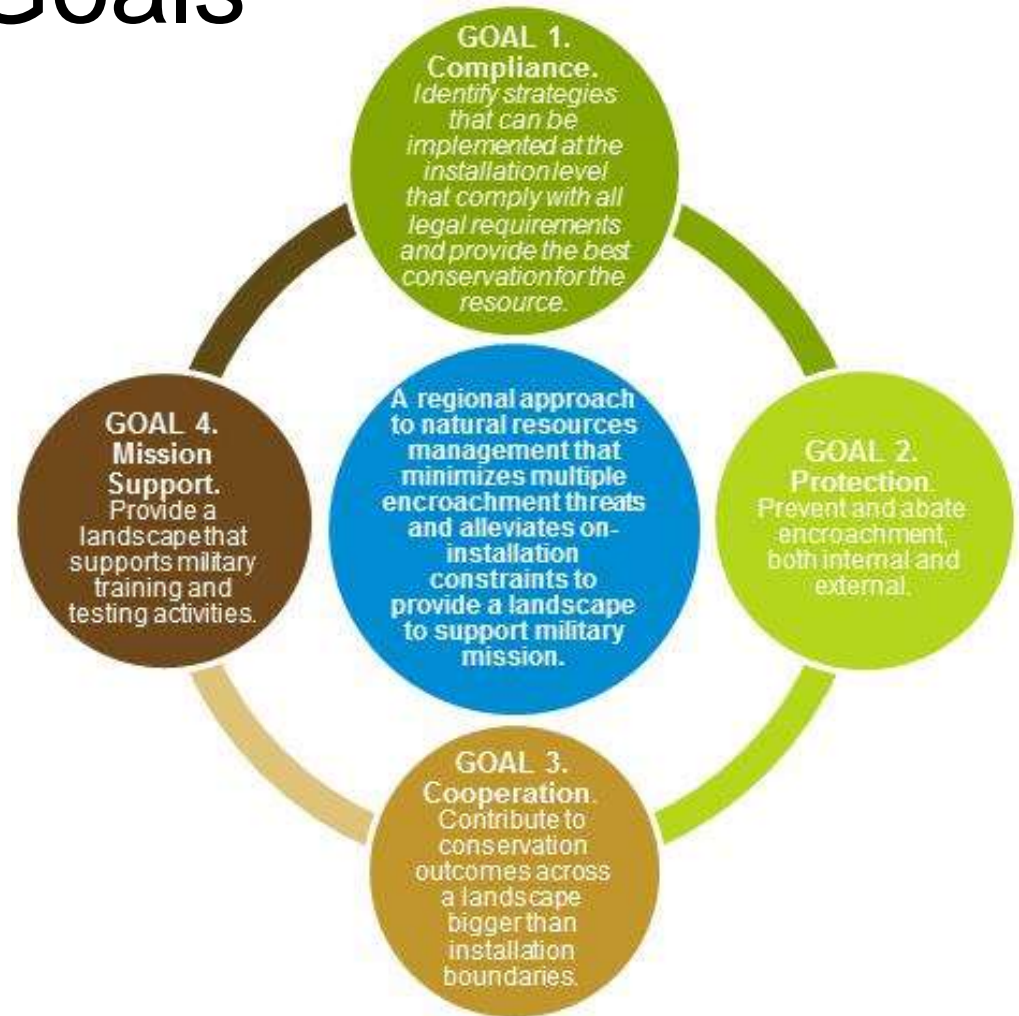 Goals
GOAL 1.
Compliance.
Identify strategies
that can be
implemented at the
installation level
that comply with all
legal requirements
and provide the best
conservation for the
resource.
A regional approach
to natural resources
management that
minimizes multiple
encroachment threats
and alleviates on-
installation
constraints to
provide a landscape
to support military
mission.
GOAL 2.
Protection.
Prevent and abate
encroachment,
both internal and
external.
GOAL 3.
Cooperation.
Contribute to
conservation
outcomes across
a landscape
bigger than
installation
boundaries.
GOAL 4.
Mission
Support.
Provide a
landscape that
supports military
training and
testing activities.